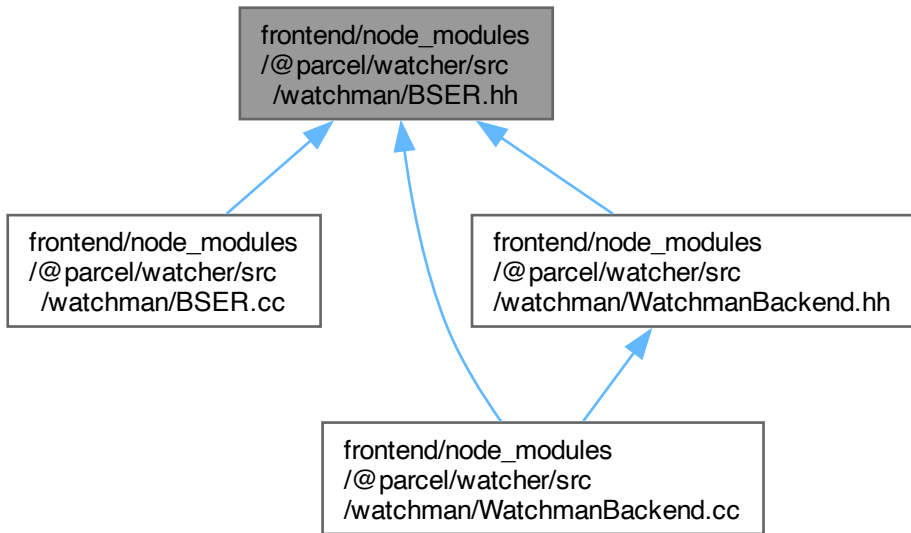 frontend/node_modules
/@parcel/watcher/src
/watchman/BSER.hh
frontend/node_modules
/@parcel/watcher/src
/watchman/BSER.cc
frontend/node_modules
/@parcel/watcher/src
/watchman/WatchmanBackend.hh
frontend/node_modules
/@parcel/watcher/src
/watchman/WatchmanBackend.cc